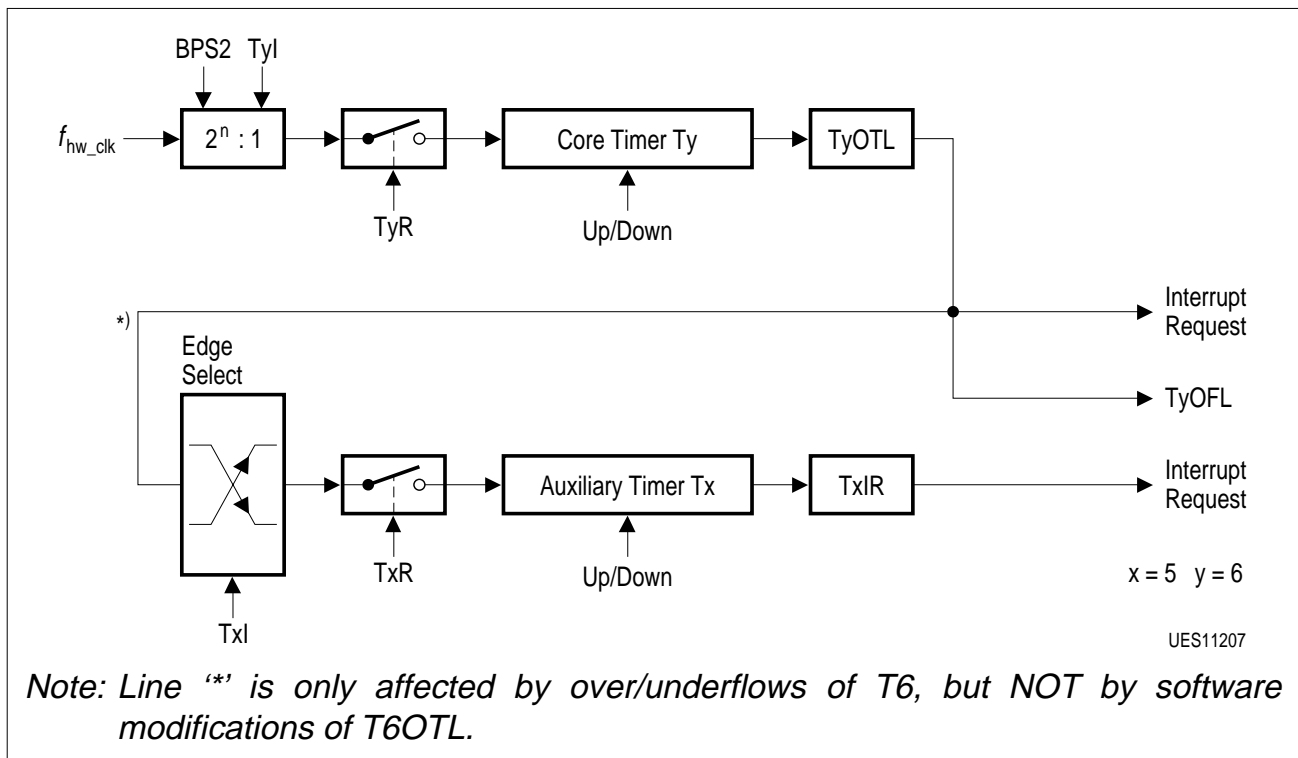 BPS2 TyI
fhw_clk
2n : 1
Core Timer Ty
TyOTL
TyR
Up/Down
Interrupt
Request
*)
Edge
Select
TyOFL
Auxiliary Timer Tx
TxIR
Interrupt
Request
TxR
Up/Down
x = 5 y = 6
TxI
UES11207
Note: Line ‘*’ is only affected by over/underflows of T6, but NOT by software
modifications of T6OTL.